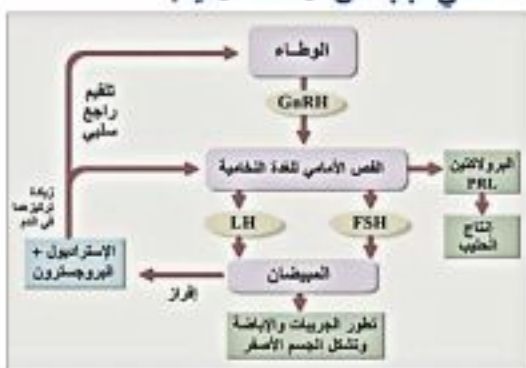 الوطاء
GnRH
تلقيم
راجع
سلبي
الفص الأمامي للغدة النخامية
البرولاكتين
PRL
زيادة
تركيزهما
في الدم
LH
FSH
إنتاج
الحليب
الإستراديول +
البروجسترون
إفراز
المبيضان
تطور الجريبات والإباضة
وتشكل الجسم الأصفر